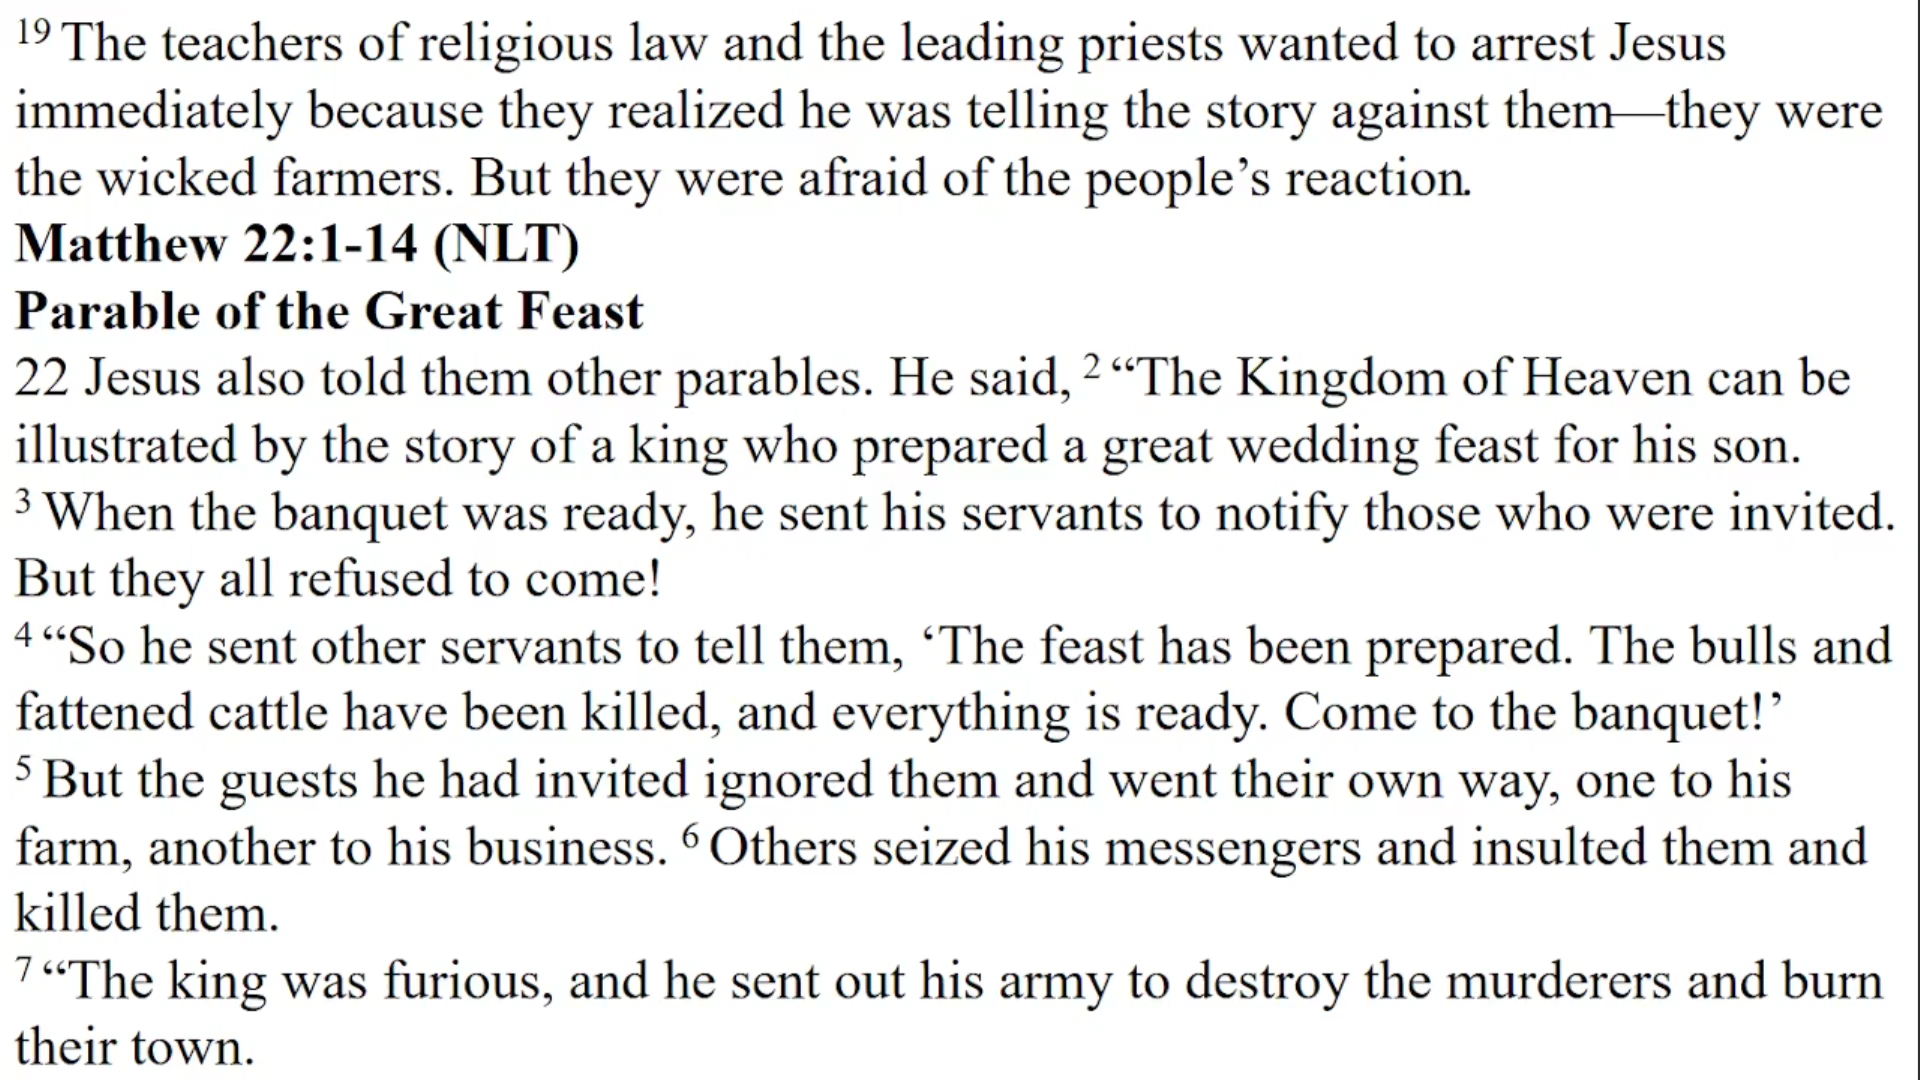 19 The teachers of religious law and the leading priests wanted to arrest Jesus
immediately because they realized he was telling the story against them—they were
the wicked farmers. But they were afraid of the people’s reaction.
Matthew 22:1-14 (NLT)
Parable of the Great Feast
22 Jesus also told them other parables. He said, 2 “The Kingdom of Heaven can be
illustrated by the story of a king who prepared a great wedding feast for his son.
3 When the banquet was ready, he sent his servants to notify those who were invited.
But they all refused to come!
4 “So he sent other servants to tell them, ‘The feast has been prepared. The bulls and
fattened cattle have been killed, and everything is ready. Come to the banquet!’
5 But the guests he had invited ignored them and went their own way, one to his
farm, another to his business. 6 Others seized his messengers and insulted them and
killed them.
7 “The king was furious, and he sent out his army to destroy the murderers and burn
their town.